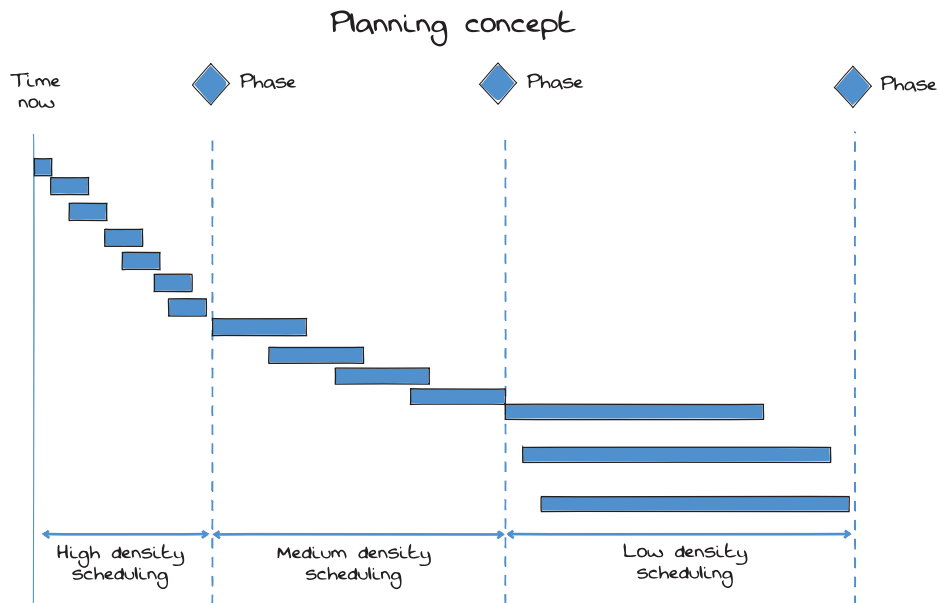 Planning concept
Time
now
Phase
Phase
Phase
High density
scheduling
Medium density
scheduling
Low density
scheduling